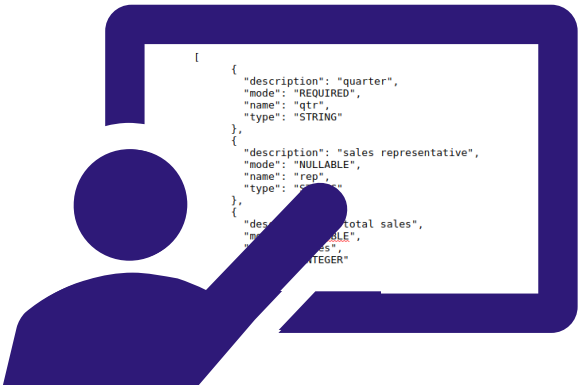 [
{
"description": "quarter",
"mode": "REQUIRED",
"name": "qtr",
"type": "STRING"
},
{
"description": "sales representative",
"mode": "NULLABLE",
"name": "rep",
"type":
},
{
total sales",